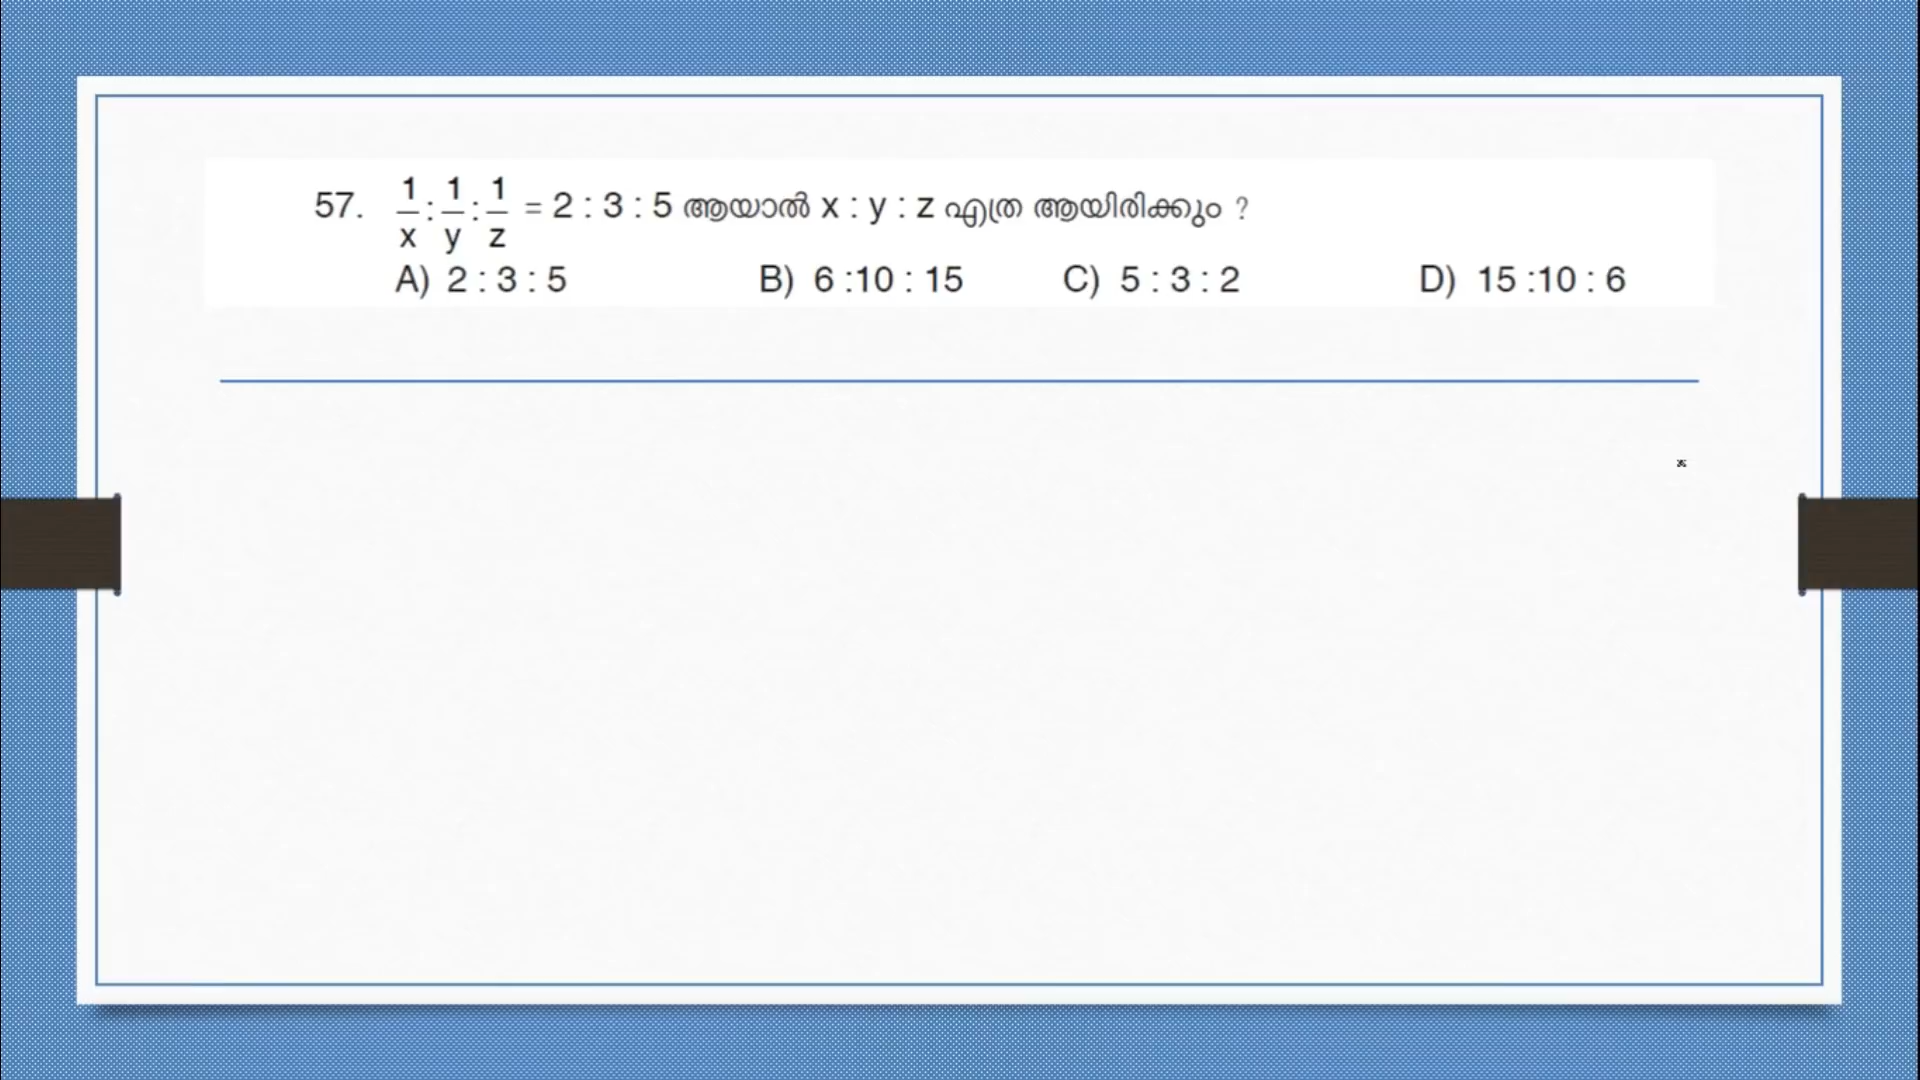 57. 1/x : 1/y : 1/z = 2 : 3 : 5 ആയാൽ x : y : z എത്ര ആയിരിക്കും ?
A) 2 : 3 : 5 B) 6 :10 : 15 C) 5 : 3 : 2 D) 15 :10 : 6